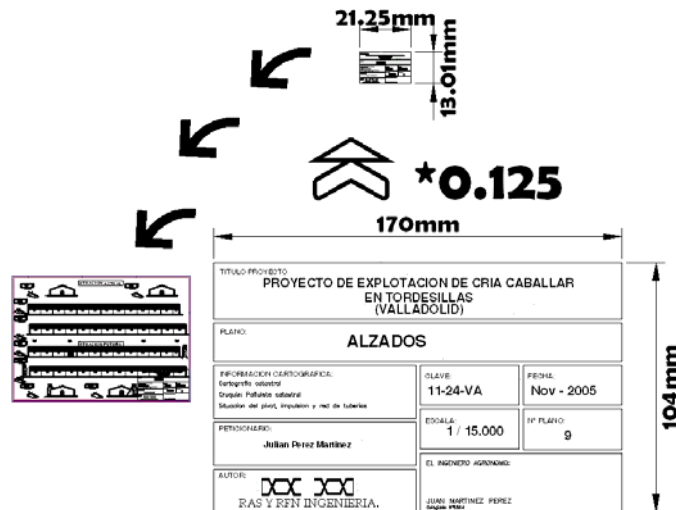 21.25mm
13.01mm
*0.125
170mm
104mm
TITULO PROYECTO
PROYECTO DE EXPLOTACION DE CRIA CABALLAR
EN TORDESILLAS
(VALLADOLID)
PLANO:
ALZADOS
INFORMACION CARTOGRAFICA:
Cartografia catastral
Croquis Pallueto catastral
Situacion del pivot, impulsion y red de tuberias
CLAVE:
11-24-VA
FECHA:
Nov - 2005
PETICIONARIO:
Julian Perez Martinez
ESCALA:
1 / 15.000
Nº PLANO:
9
AUTOR:
RAS Y RFN INGENIERIA.
EL INGENIERO AGRONOMO:
JUAN MARTINEZ PEREZ